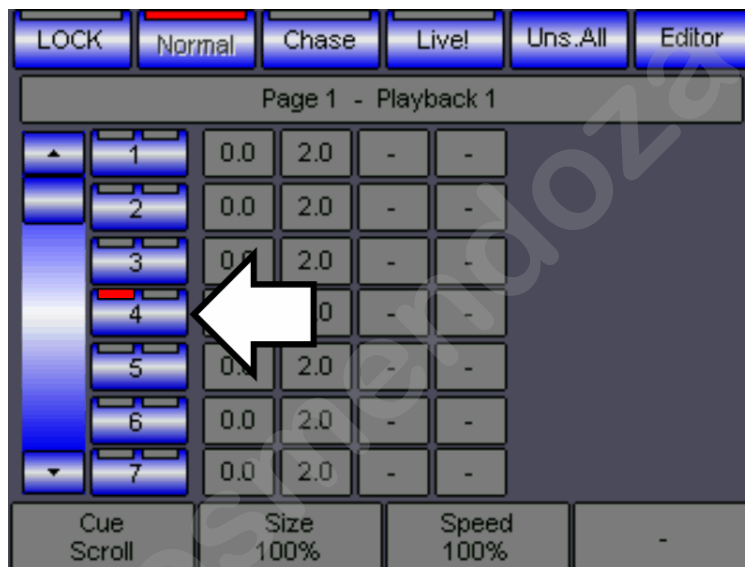 LOCK Normal Chase Live! Uns.All Editor
Page 1 - Playback 1
1 0.0 2.0 - -
2 0.0 2.0 - -
3 2.0 - -
4 - -
5 2.0 - -
6 0.0 2.0 - -
7 0.0 2.0 - -
Cue Size Speed -
Scroll 100% 100%